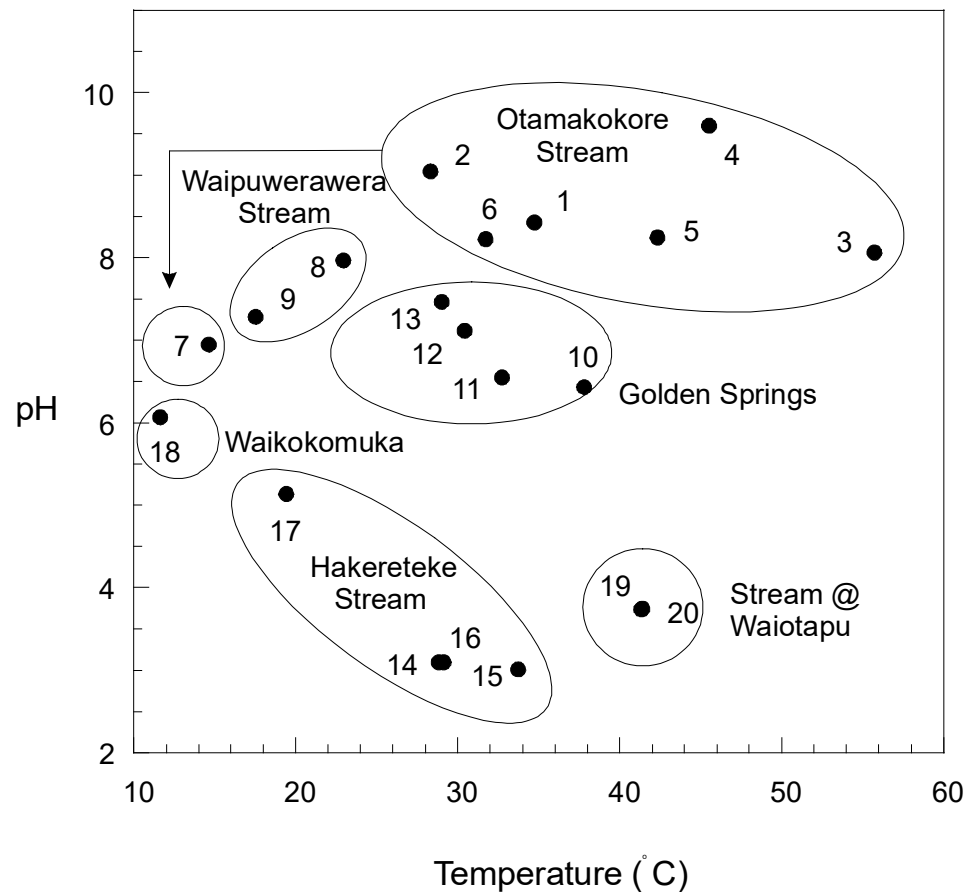 10
Otamakokore
Stream
4
2
Waipuwerawera
Stream
6
1
5
3
8
8
9
13
7
12
10
11
Golden Springs
pH
6
18
Waikokomuka
17
Hakereteke
Stream
4
19
20
Stream @
Waiotapu
16
14
15
2
10
20
30
40
50
60
Temperature (°C)